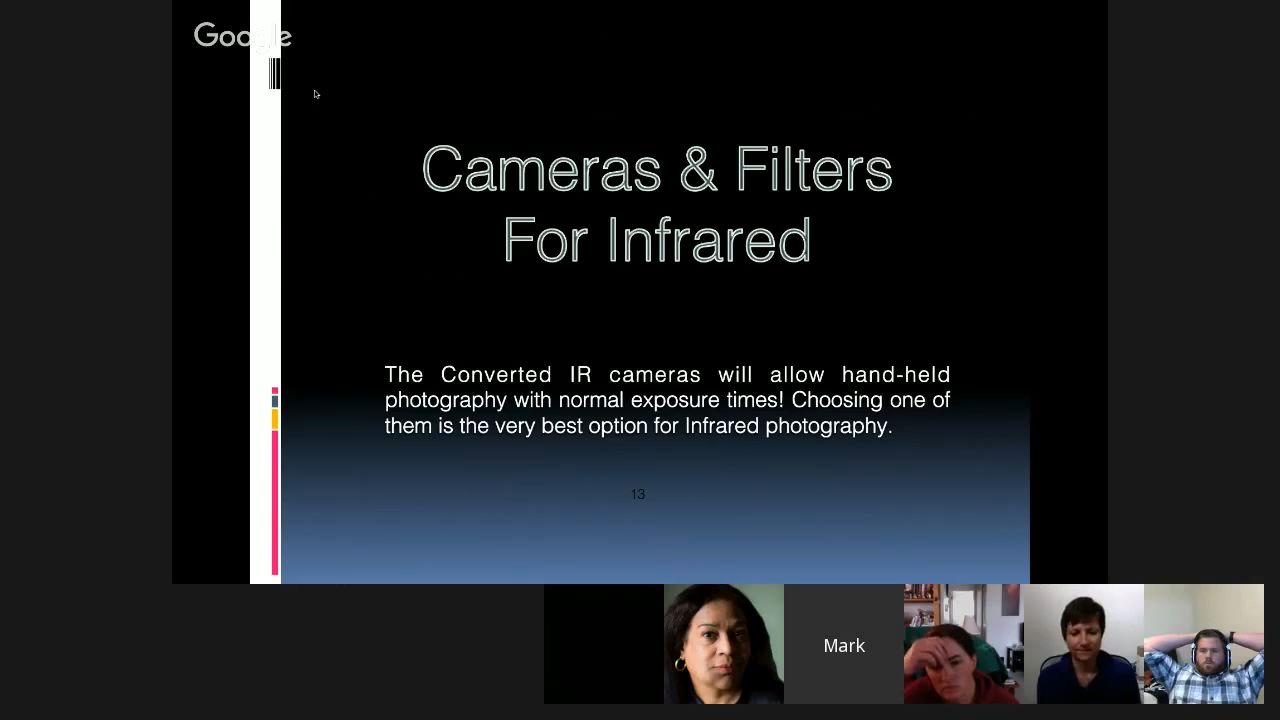 Google
Cameras & Filters
For Infrared
The Converted IR cameras will allow hand-held
photography with normal exposure times! Choosing one of
them is the very best option for Infrared photography.
13
Mark